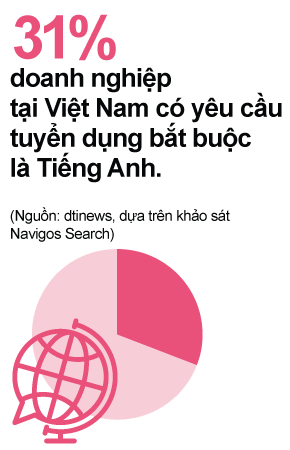 31%
doanh nghiệp
tại Việt Nam có yêu cầu
tuyển dụng bắt buộc
là Tiếng Anh.
(Nguồn: dtinews, dựa trên khảo sát
Navigos Search)